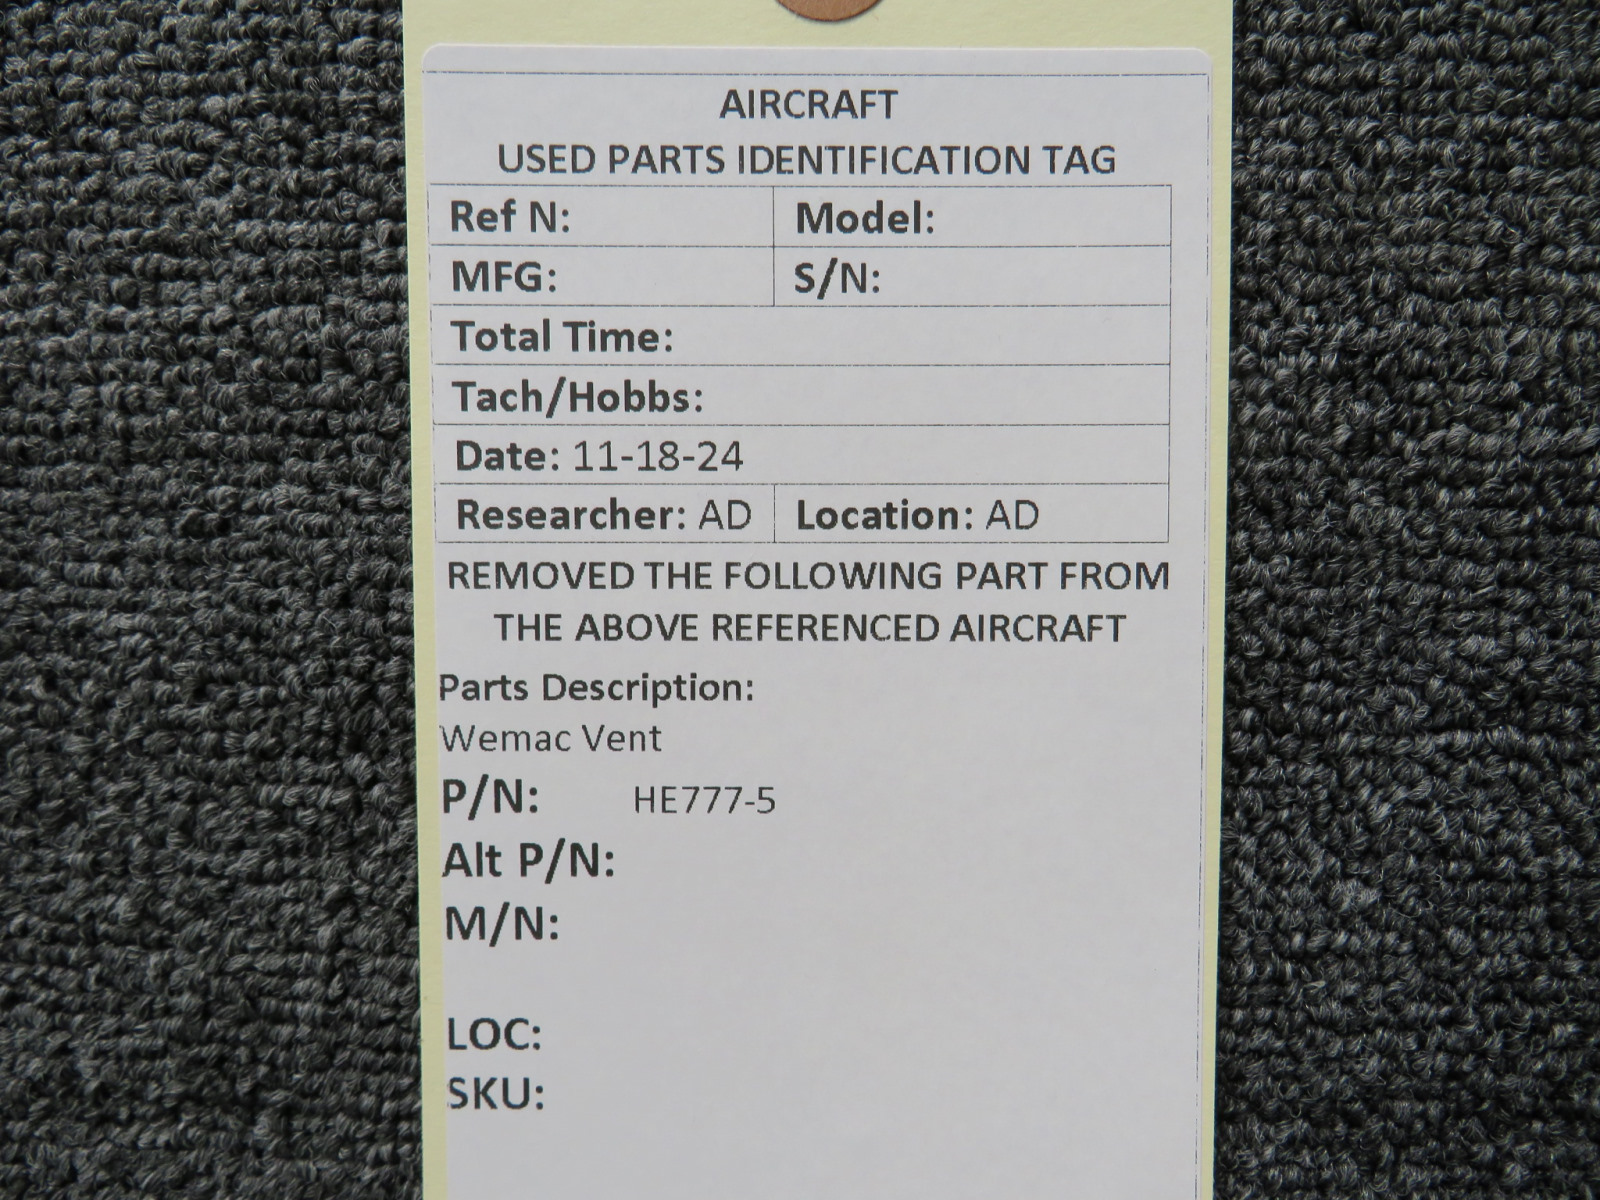 AIRCRAFT
USED PARTS IDENTIFICATION TAG
Ref N: Model:
MFG: S/N:
Total Time:
Tach/Hobbs:
Date: 11-18-24
Researcher: AD Location: AD
REMOVED THE FOLLOWING PART FROM
THE ABOVE REFERENCED AIRCRAFT
Parts Description:
Wemac Vent
P/N: HE777-5
Alt P/N:
M/N:
LOC:
SKU: